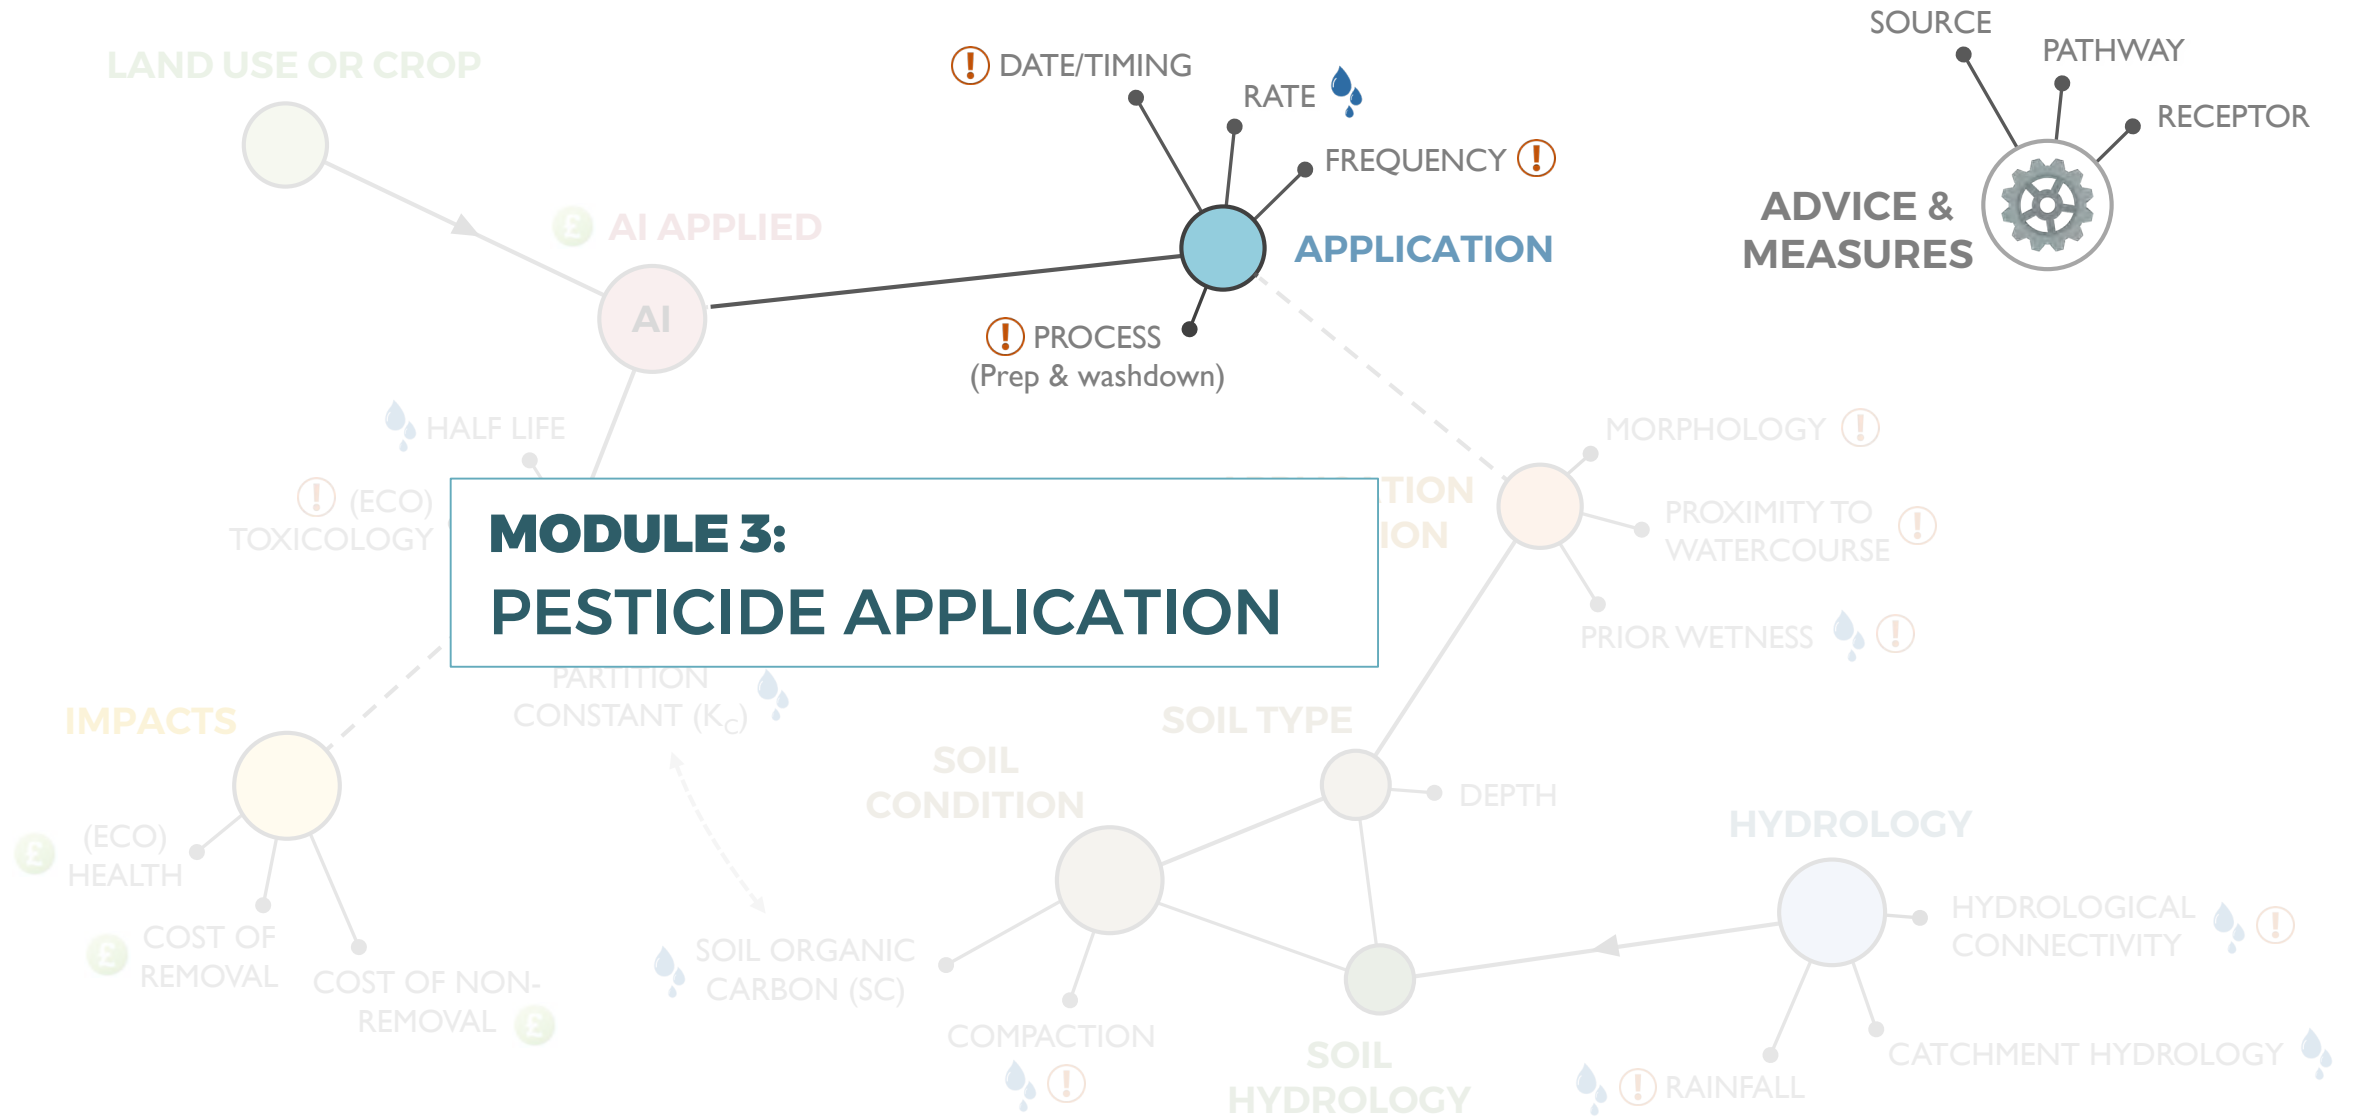 SOURCE
PATHWAY
RECEPTOR
ADVICE &
MEASURES
LAND USE OR CROP
DATE/TIMING
RATE
FREQUENCY
£ AI APPLIED
AI
APPLICATION
PROCESS
(Prep & washdown)
HALF LIFE
(ECO)
TOXICOLOGY
MODULE 3:
PESTICIDE APPLICATION
TION
ION
MORPHOLOGY
PROXIMITY TO
WATERCOURSE
PRIOR WETNESS
PARTITION
CONSTANT (KC)
IMPACTS
(ECO)
£ HEALTH
£ COST OF
REMOVAL
COST OF NON-
REMOVAL £
SOIL TYPE
DEPTH
SOIL
CONDITION
SOIL ORGANIC
CARBON (SC)
COMPACTION
SOIL
HYDROLOGY
HYDROLOGY
HYDROLOGICAL
CONNECTIVITY
CATCHMENT HYDROLOGY
RAINFALL